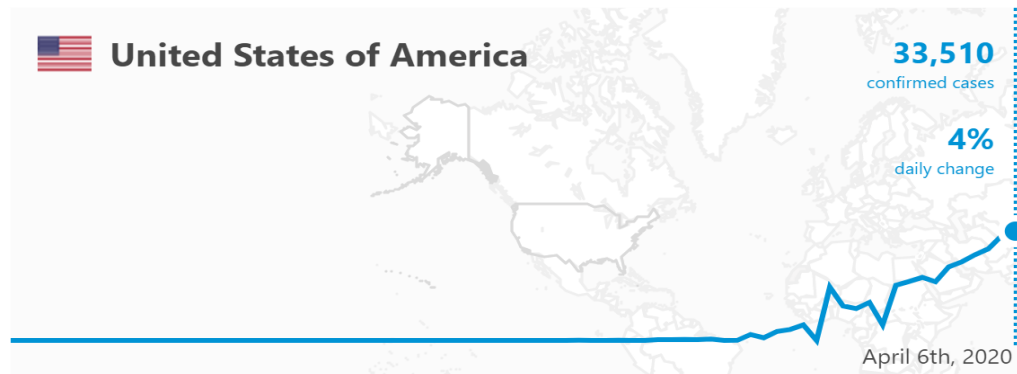 United States of America
33,510
confirmed cases
4%
daily change
April 6th, 2020